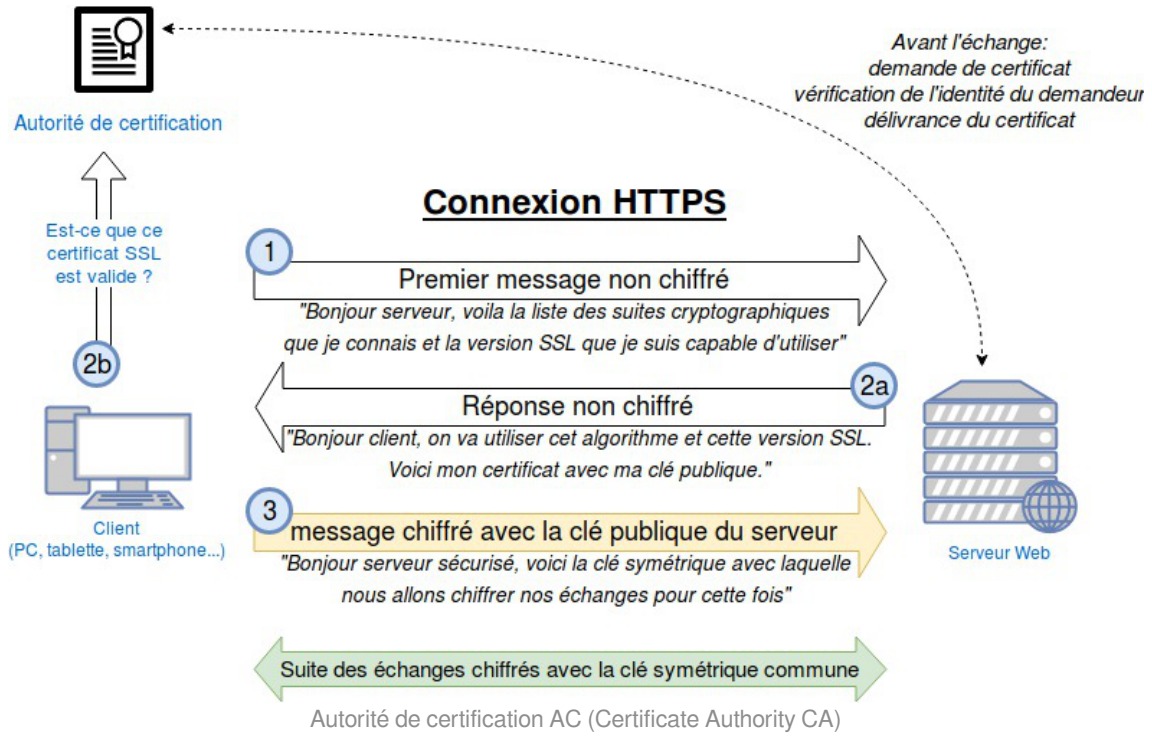 Avant l'échange:
demande de certificat
vérification de l'identité du demandeur
délivrance du certificat
Autorité de certification
Connexion HTTPS
Est-ce que ce
certificat SSL
est valide ?
1
Premier message non chiffré
"Bonjour serveur, voila la liste des suites cryptographiques
que je connais et la version SSL que je suis capable d'utiliser"
2b
2a
Réponse non chiffré
"Bonjour client, on va utiliser cet algorithme et cette version SSL.
Voici mon certificat avec ma clé publique."
3
message chiffré avec la clé publique du serveur
"Bonjour serveur sécurisé, voici la clé symétrique avec laquelle
nous allons chiffrer nos échanges pour cette fois"
Client
(PC, tablette, smartphone...)
Serveur Web
Suite des échanges chiffrés avec la clé symétrique commune
Autorité de certification AC (Certificate Authority CA)